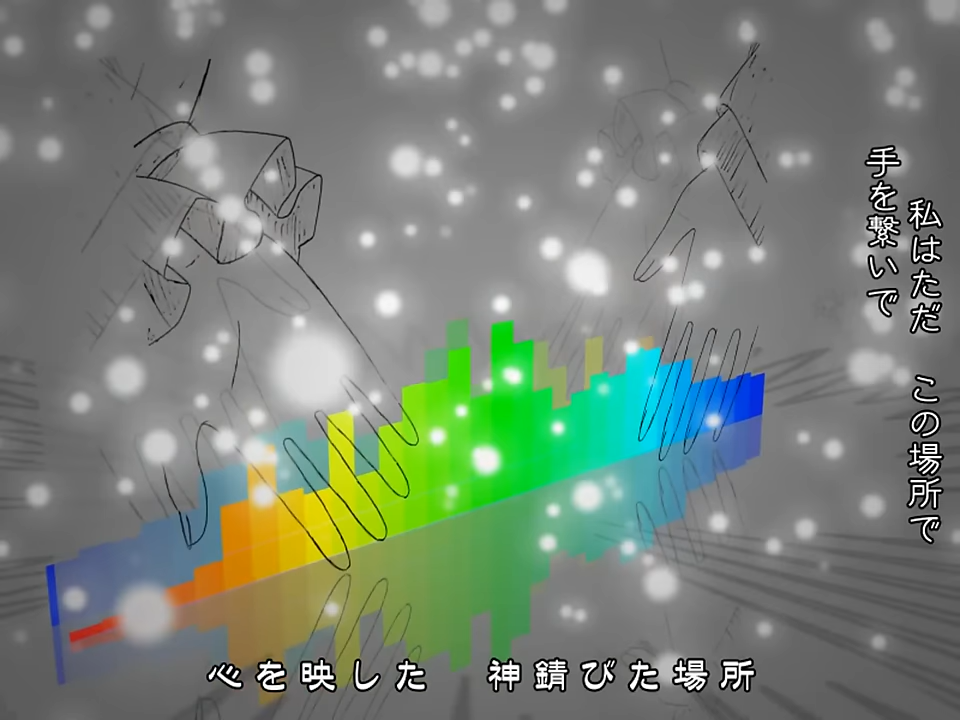 私はただ この場所で
手を繋いで
心を映した 神錆びた場所